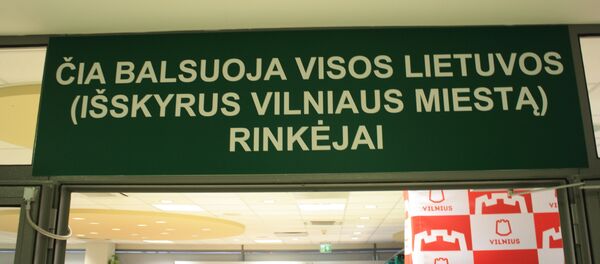 ČIA BALSUOJA VISOS LIETUVOS
(IŠSKYRUS VILNIAUS MIESTĄ)
RINKĖJAI
VILNIUS
VILNIUS